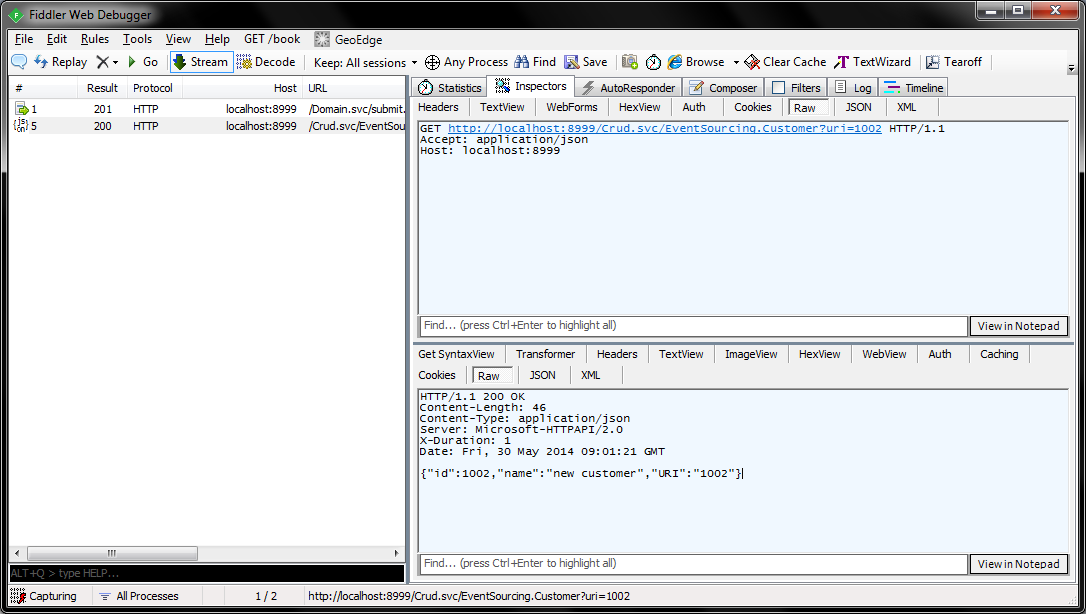 Fiddler Web Debugger
File Edit Rules Tools View Help GET /book GeoEdge
Replay Go Stream Decode Keep: All sessions Any Process Find Save Browse Clear Cache TextWizard Tearoff
# Result Protocol Host URL
1 201 HTTP localhost:8999 /Domain.svc/submit.
5 200 HTTP localhost:8999 /Crud.svc/EventSou
Statistics Inspectors AutoResponder Composer Filters Log Timeline
Headers TextView WebForms HexView Auth Cookies Raw JSON XML
GET http://localhost:8999/Crud.svc/EventSourcing.Customer?uri=1002 HTTP/1.1
Accept: application/json
Host: localhost:8999
Find... (press Ctrl+Enter to highlight all) View in Notepad
Get SyntaxView Transformer Headers TextView ImageView HexView WebView Auth Caching
Cookies Raw JSON XML
HTTP/1.1 200 OK
Content-Length: 46
Content-Type: application/json
Server: Microsoft-HTTPAPI/2.0
X-Duration: 1
Date: Fri, 30 May 2014 09:01:21 GMT
{"id":1002,"name":"new customer","URI":"1002"}
Find... (press Ctrl+Enter to highlight all) View in Notepad
ALT+Q > type HELP...
Capturing All Processes 1 / 2 http://localhost:8999/Crud.svc/EventSourcing.Customer?uri=1002